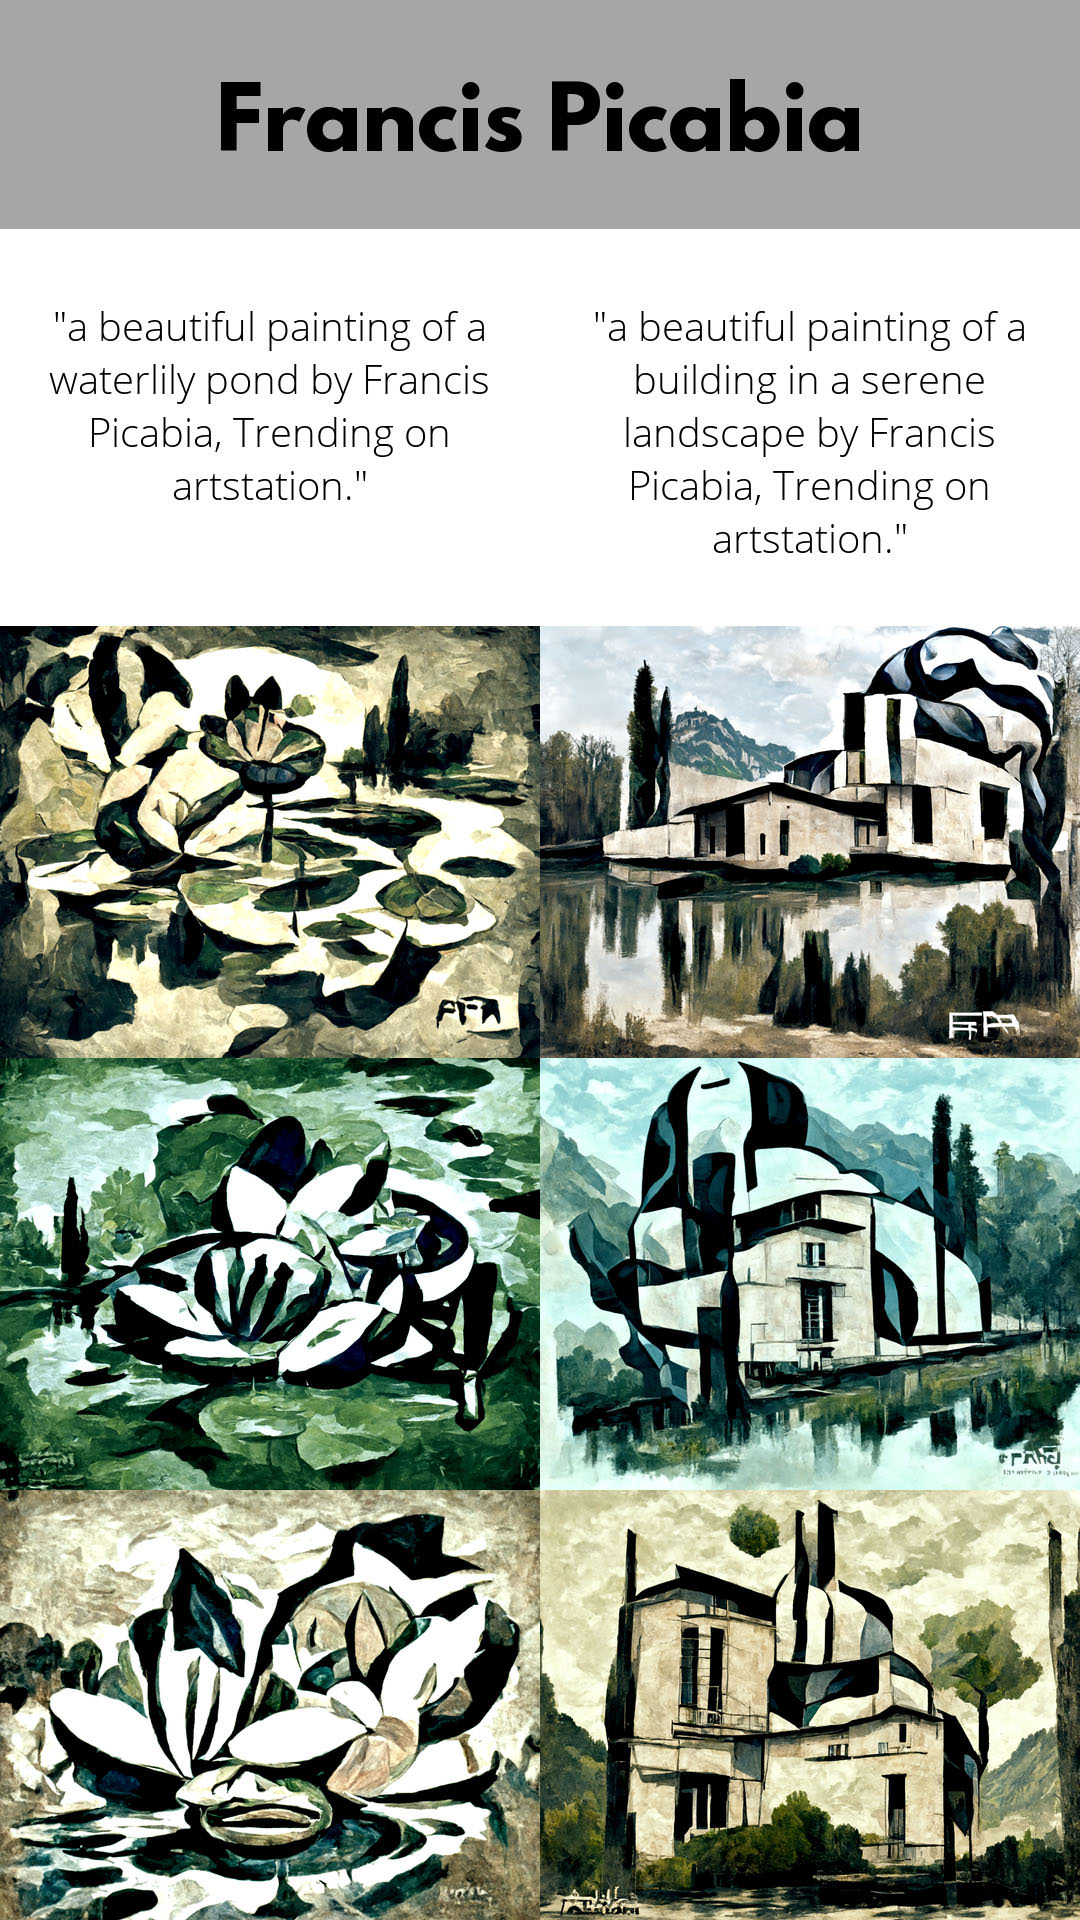 Francis Picabia
"a beautiful painting of a
waterlily pond by Francis
Picabia, Trending on
artstation."
"a beautiful painting of a
building in a serene
landscape by Francis
Picabia, Trending on
artstation."